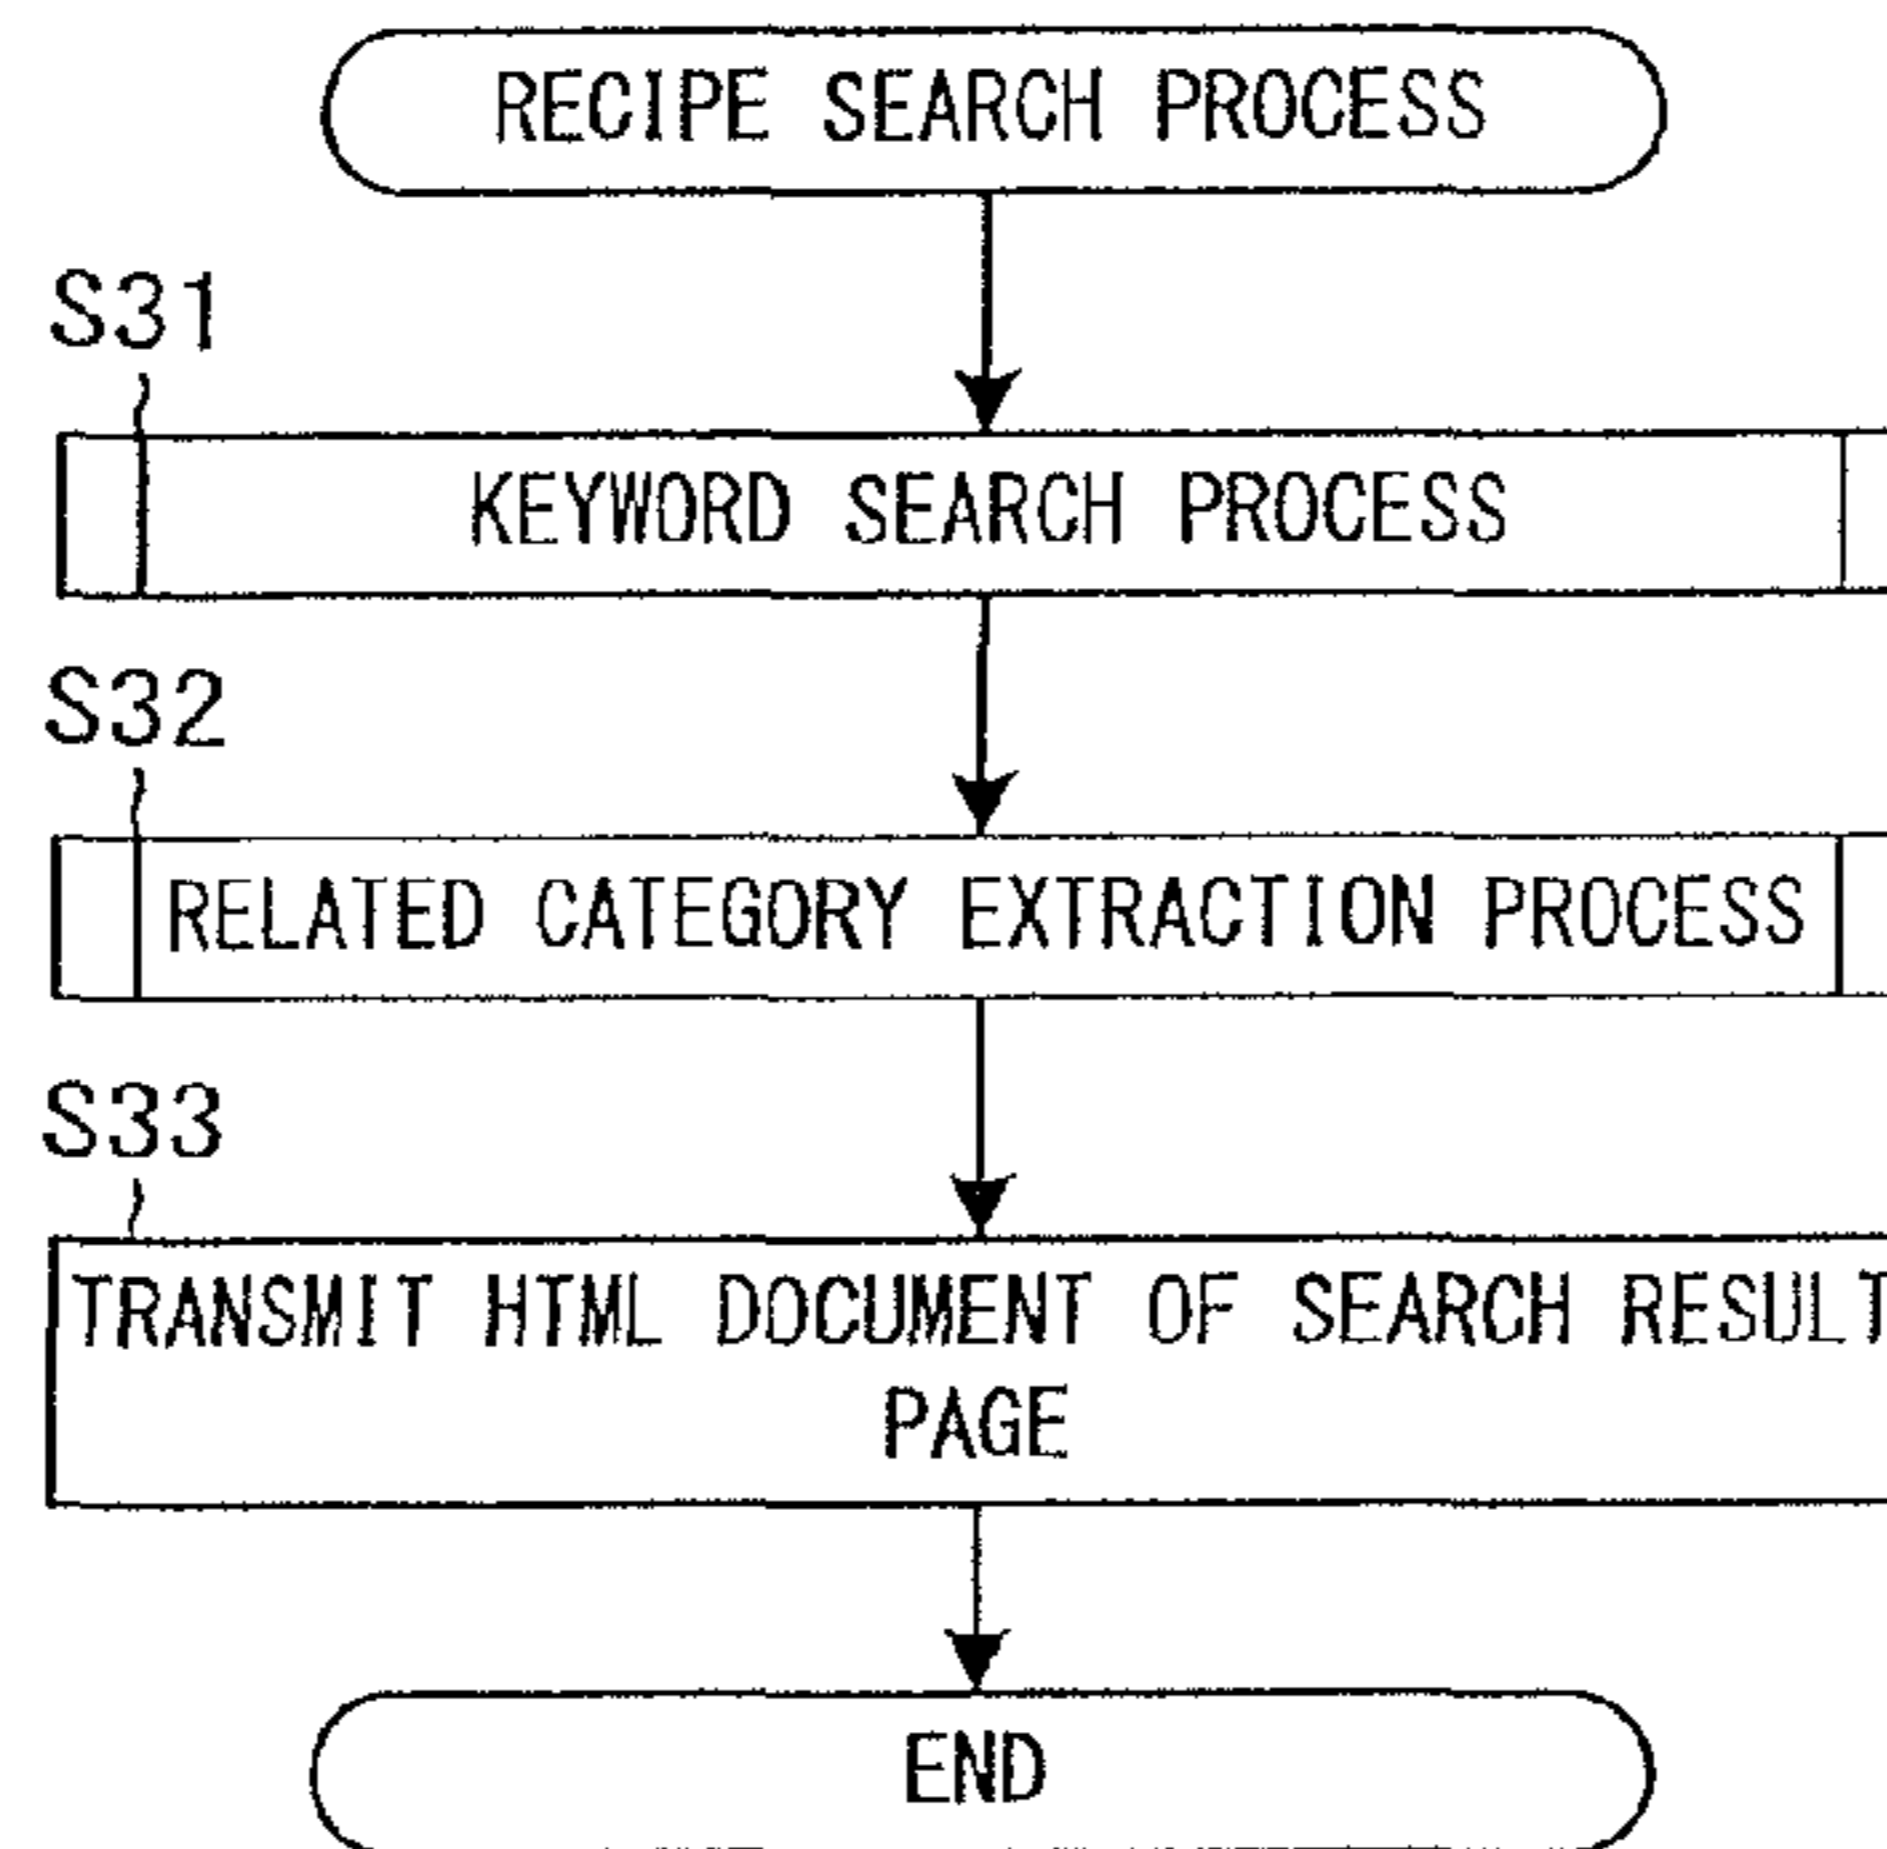 RECIPE SEARCH PROCESS
S31
KEYWORD SEARCH PROCESS
S32
RELATED CATEGORY EXTRACTION PROCESS
S33
TRANSMIT HTML DOCUMENT OF SEARCH RESULT
PAGE
END